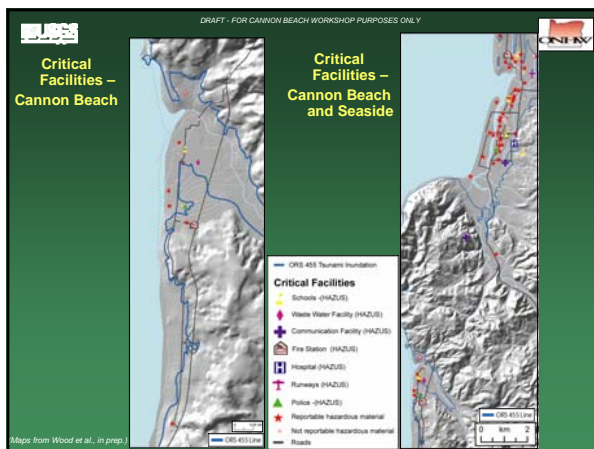 DRAFT - FOR CANNON BEACH WORKSHOP PURPOSES ONLY
USGS
ONHW
Critical
Facilities –
Cannon Beach
Critical
Facilities –
Cannon Beach
and Seaside
ORS 455 Tsunami Inundation
Critical Facilities
Schools -(HAZUS)
Waste Water Facility (HAZUS)
Communication Facility (HAZUS)
Fire Station (HAZUS)
Hospital (HAZUS)
Runways (HAZUS)
Police -(HAZUS)
Reportable hazardous material
Not reportable hazardous material
Roads
ORS 455 Line
ORS 455 Line
km
0 1 2
(Maps from Wood et al., in prep.)